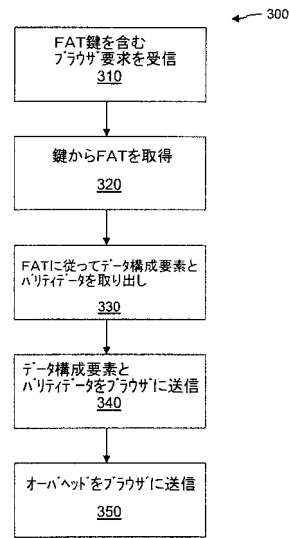 300
FAT鍵を含む
ブラウザ要求を受信
310
鍵からFATを取得
320
FATに従ってデータ構成要素と
パリティデータを取り出し
330
データ構成要素と
パリティデータをブラウザに送信
340
オーバヘッドをブラウザに送信
350